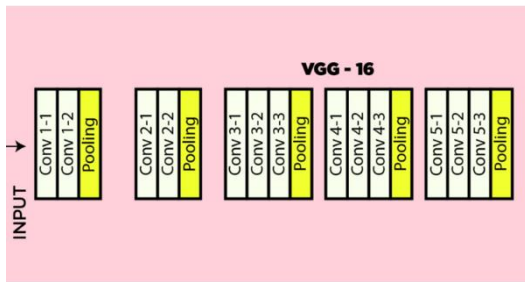 VGG - 16
INPUT
Conv 1-1
Conv 1-2
Pooling
Conv 2-1
Conv 2-2
Pooling
Conv 3-1
Conv 3-2
Conv 3-3
Pooling
Conv 4-1
Conv 4-2
Conv 4-3
Pooling
Conv 5-1
Conv 5-2
Conv 5-3
Pooling